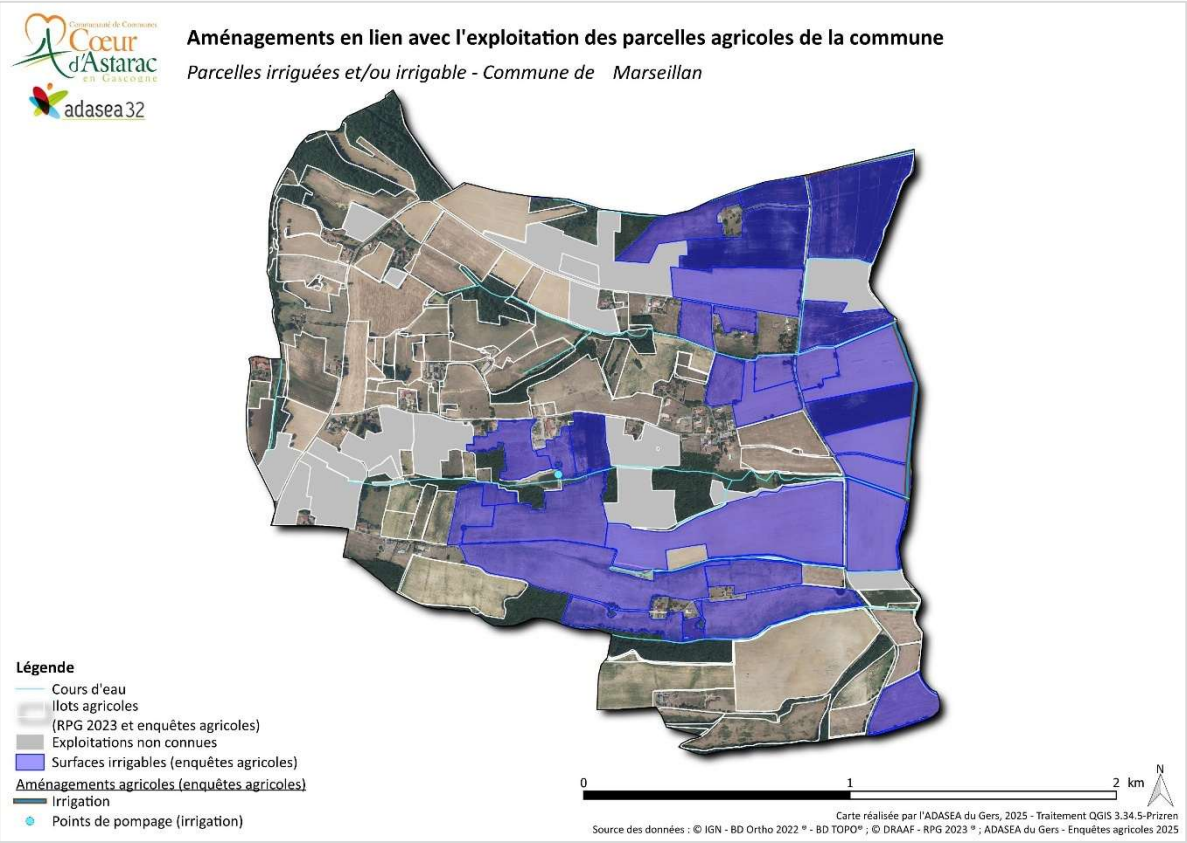 Communauté de Communes
Cœur
d'Astarac
en Gascogne
adasea32
Aménagements en lien avec l'exploitation des parcelles agricoles de la commune
Parcelles irriguées et/ou irrigable - Commune de Marseillan
Légende
Cours d'eau
Ilots agricoles
(RPG 2023 et enquêtes agricoles)
Exploitations non connues
Surfaces irrigables (enquêtes agricoles)
Aménagements agricoles (enquêtes agricoles)
Irrigation
Points de pompage (irrigation)
0 1 2 km
N
Carte réalisée par l'ADASEA du Gers, 2025 - Traitement QGIS 3.34.5-Prizren
Source des données : © IGN - BD Ortho 2022 ® - BD TOPO® ; © DRAAF - RPG 2023 ® ; ADASEA du Gers - Enquêtes agricoles 2025